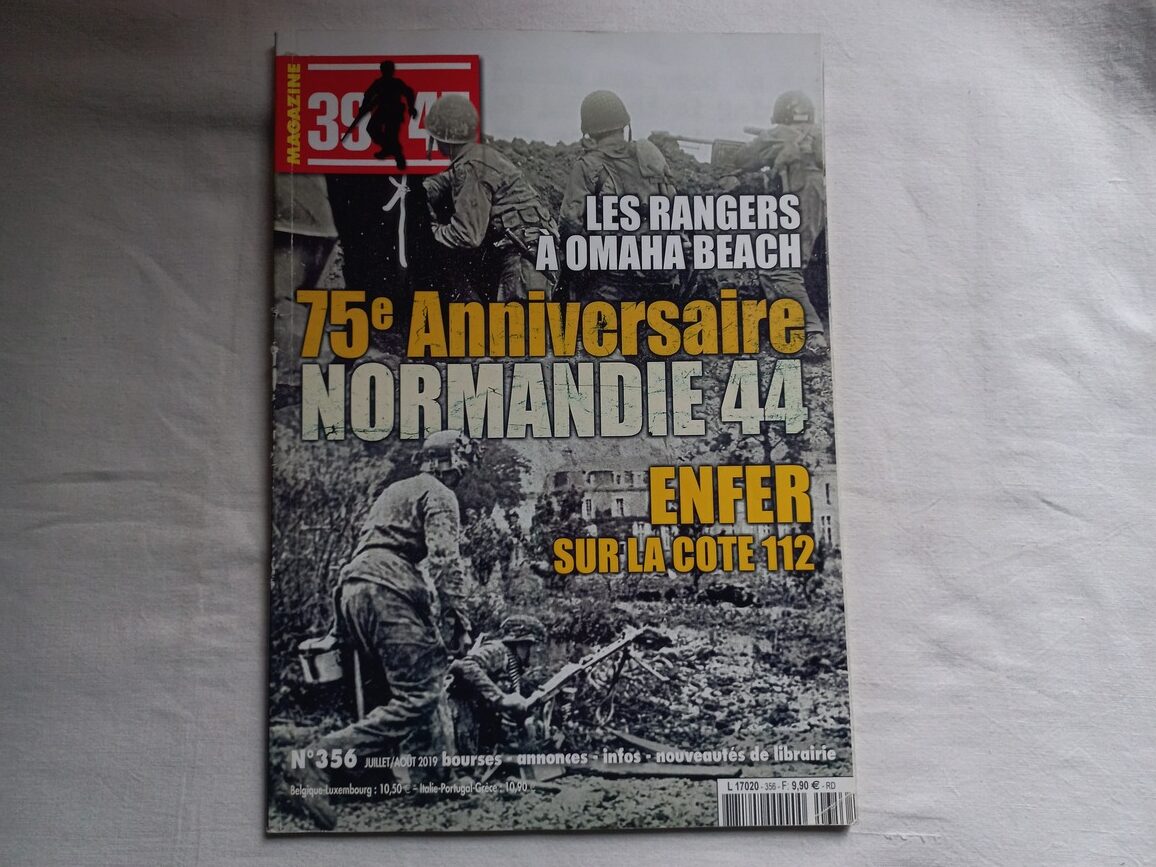 MAGAZINE
39 4
LES RANGERS
À OMAHA BEACH
75e Anniversaire
NORMANDIE 44
ENFER
SUR LA COTE 112
N° 356 JUILLET/AOÛT 2019 bourses - annonces - infos - nouveautés de librairie
Belgique-Luxembourg : 10,50 € – Italie-Portugal-Grèce : 10,90 €
L 17020 - 356 - F: 9,90 € - RD